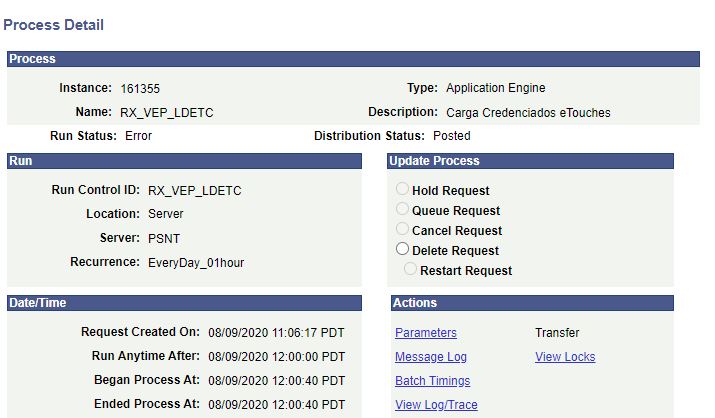 Process Detail
Process
Instance: 161355 Type: Application Engine
Name: RX_VEP_LDETC Description: Carga Credenciados eTouches
Run Status: Error Distribution Status: Posted
Run
Run Control ID: RX_VEP_LDETC
Location: Server
Server: PSNT
Recurrence: EveryDay_01hour
Update Process
Hold Request
Queue Request
Cancel Request
Delete Request
Restart Request
Date/Time
Request Created On: 08/09/2020 11:06:17 PDT
Run Anytime After: 08/09/2020 12:00:00 PDT
Began Process At: 08/09/2020 12:00:40 PDT
Ended Process At: 08/09/2020 12:00:40 PDT
Actions
Parameters Transfer
Message Log View Locks
Batch Timings
View Log/Trace